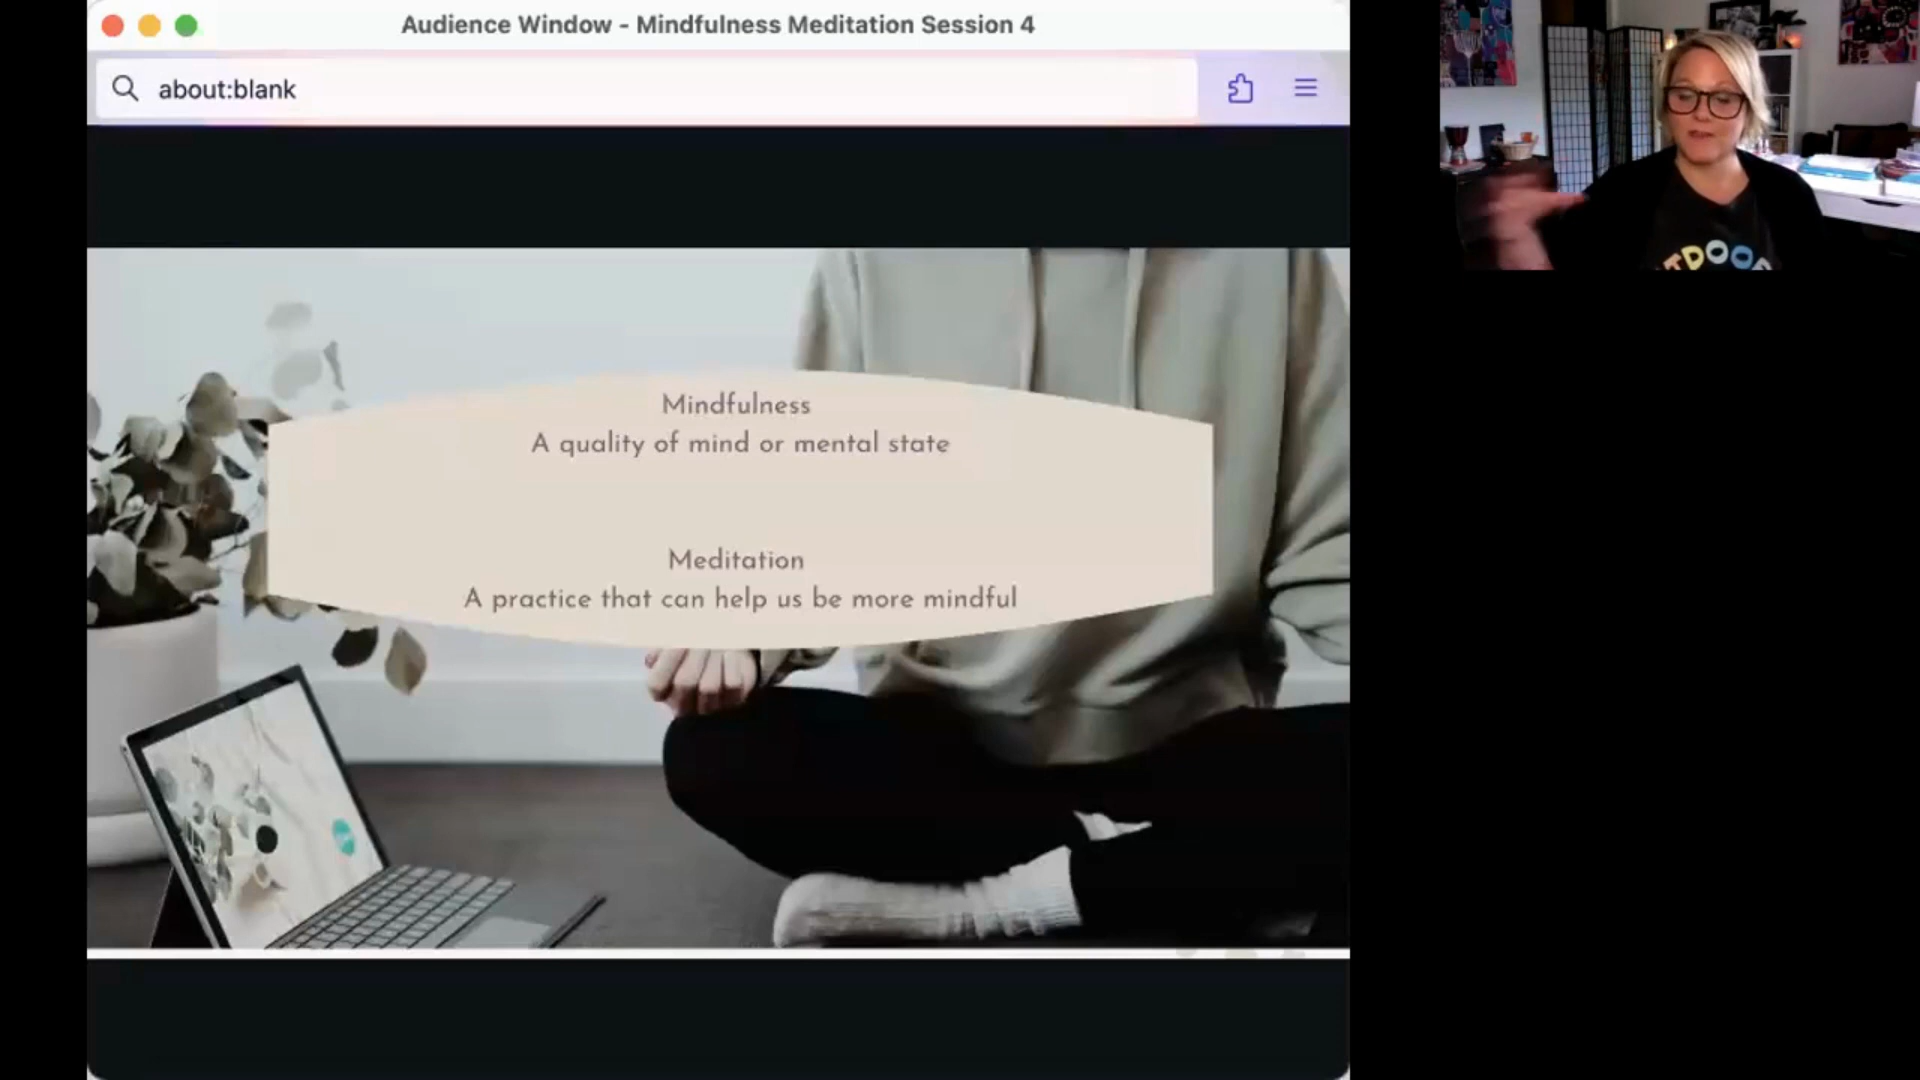 Audience Window - Mindfulness Meditation Session 4
about:blank
Mindfulness
A quality of mind or mental state
Meditation
A practice that can help us be more mindful